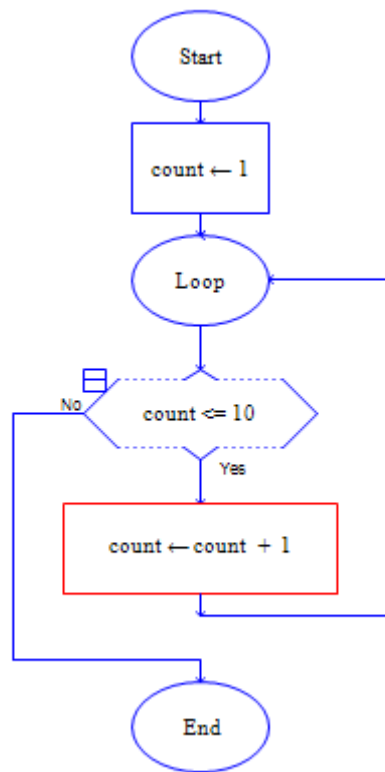 Start
count ← 1
Loop
count <= 10
No
Yes
count ← count + 1
End